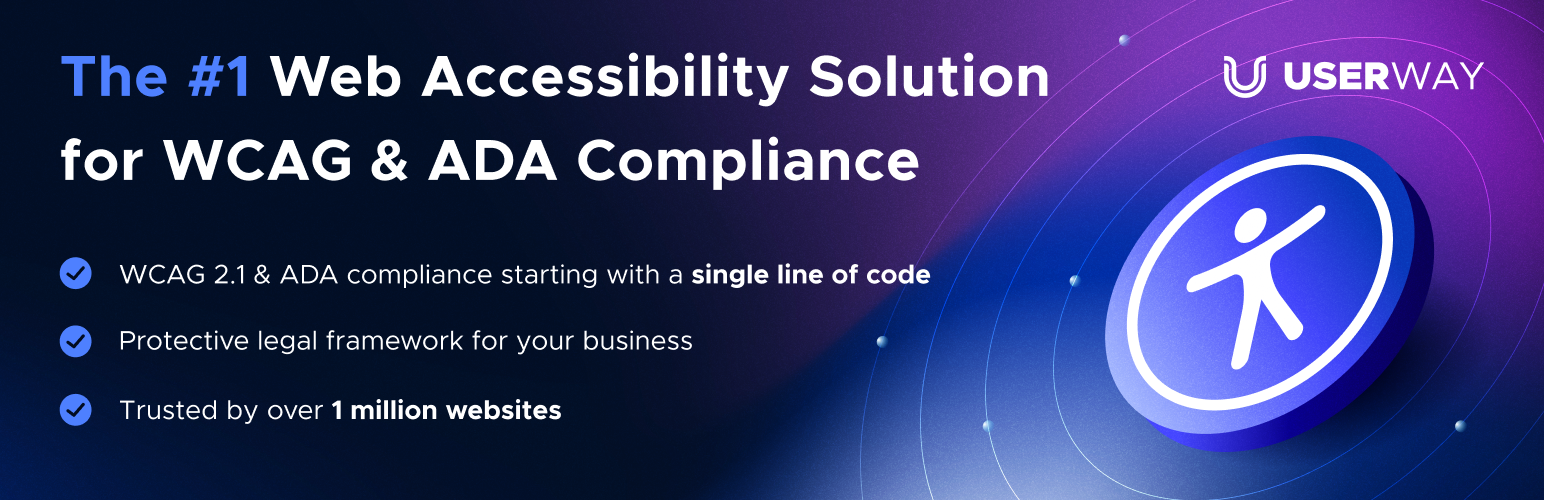 The #1 Web Accessibility Solution
for WCAG & ADA Compliance
USERWAY
WCAG 2.1 & ADA compliance starting with a single line of code
Protective legal framework for your business
Trusted by over 1 million websites